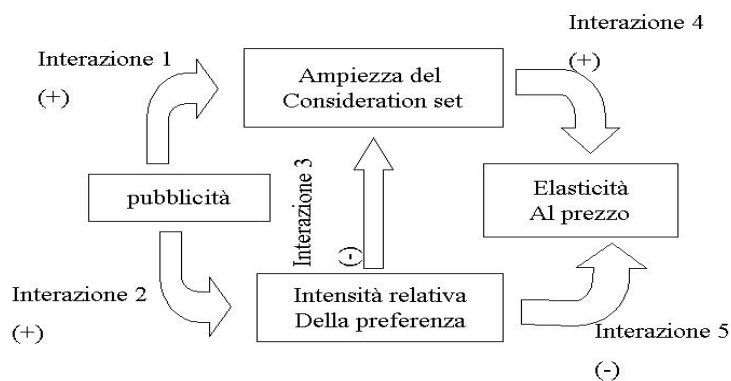 Interazione 1
(+)
Ampiezza del
Consideration set
Interazione 4
(+)
pubblicità
Interazione 3
(-)
Elasticità
Al prezzo
Interazione 2
(+)
Intensità relativa
Della preferenza
Interazione 5
(-)